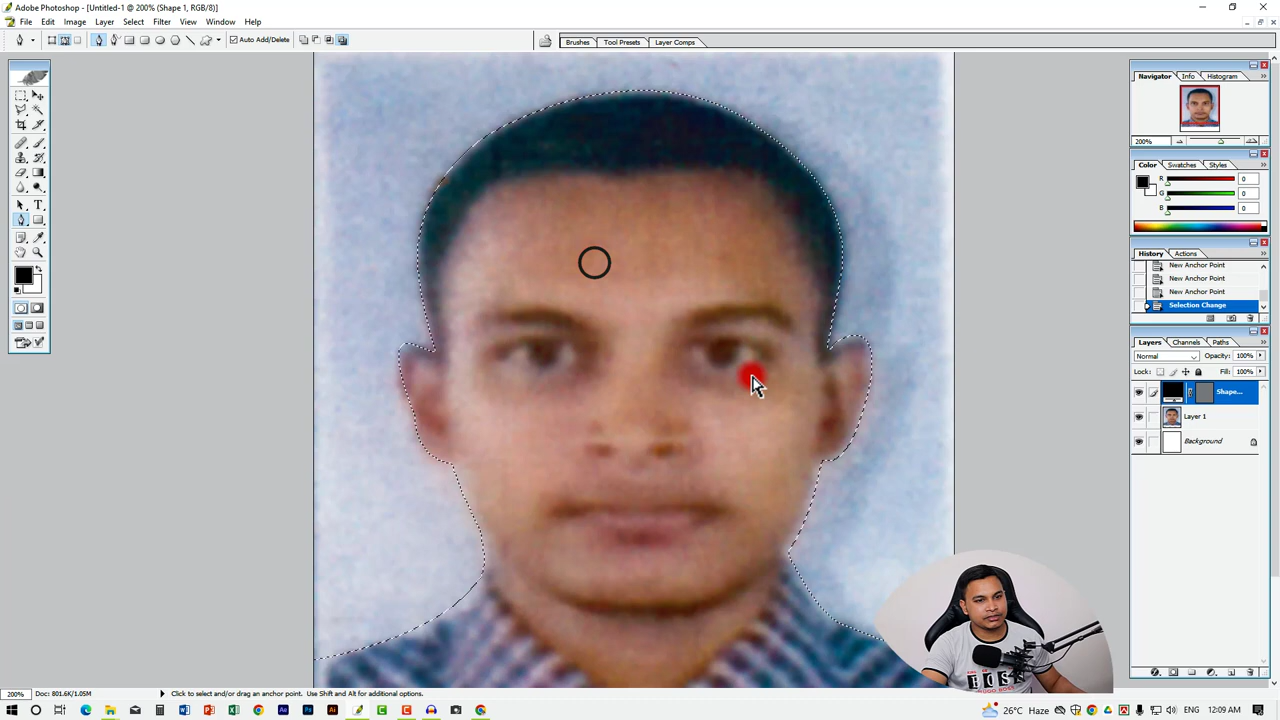 Adobe Photoshop - [Untitled-1 @ 200% (Shape 1, RGB/8)]
File Edit Image Layer Select Filter View Window Help
Auto Add/Delete
Brushes Tool Presets Layer Comps
Navigator Info Histogram
200%
Color Swatches Styles
R 0
G 0
B 0
History Actions
New Anchor Point
New Anchor Point
New Anchor Point
Selection Change
Layers Channels Paths
Normal Opacity: 100%
Lock: Fill: 100%
Shape...
Layer 1
Background
200% Doc: 801.6K/1.05M Click to select and/or drag an anchor point. Use Shift and Alt for additional options.
26°C Haze 12:09 AM